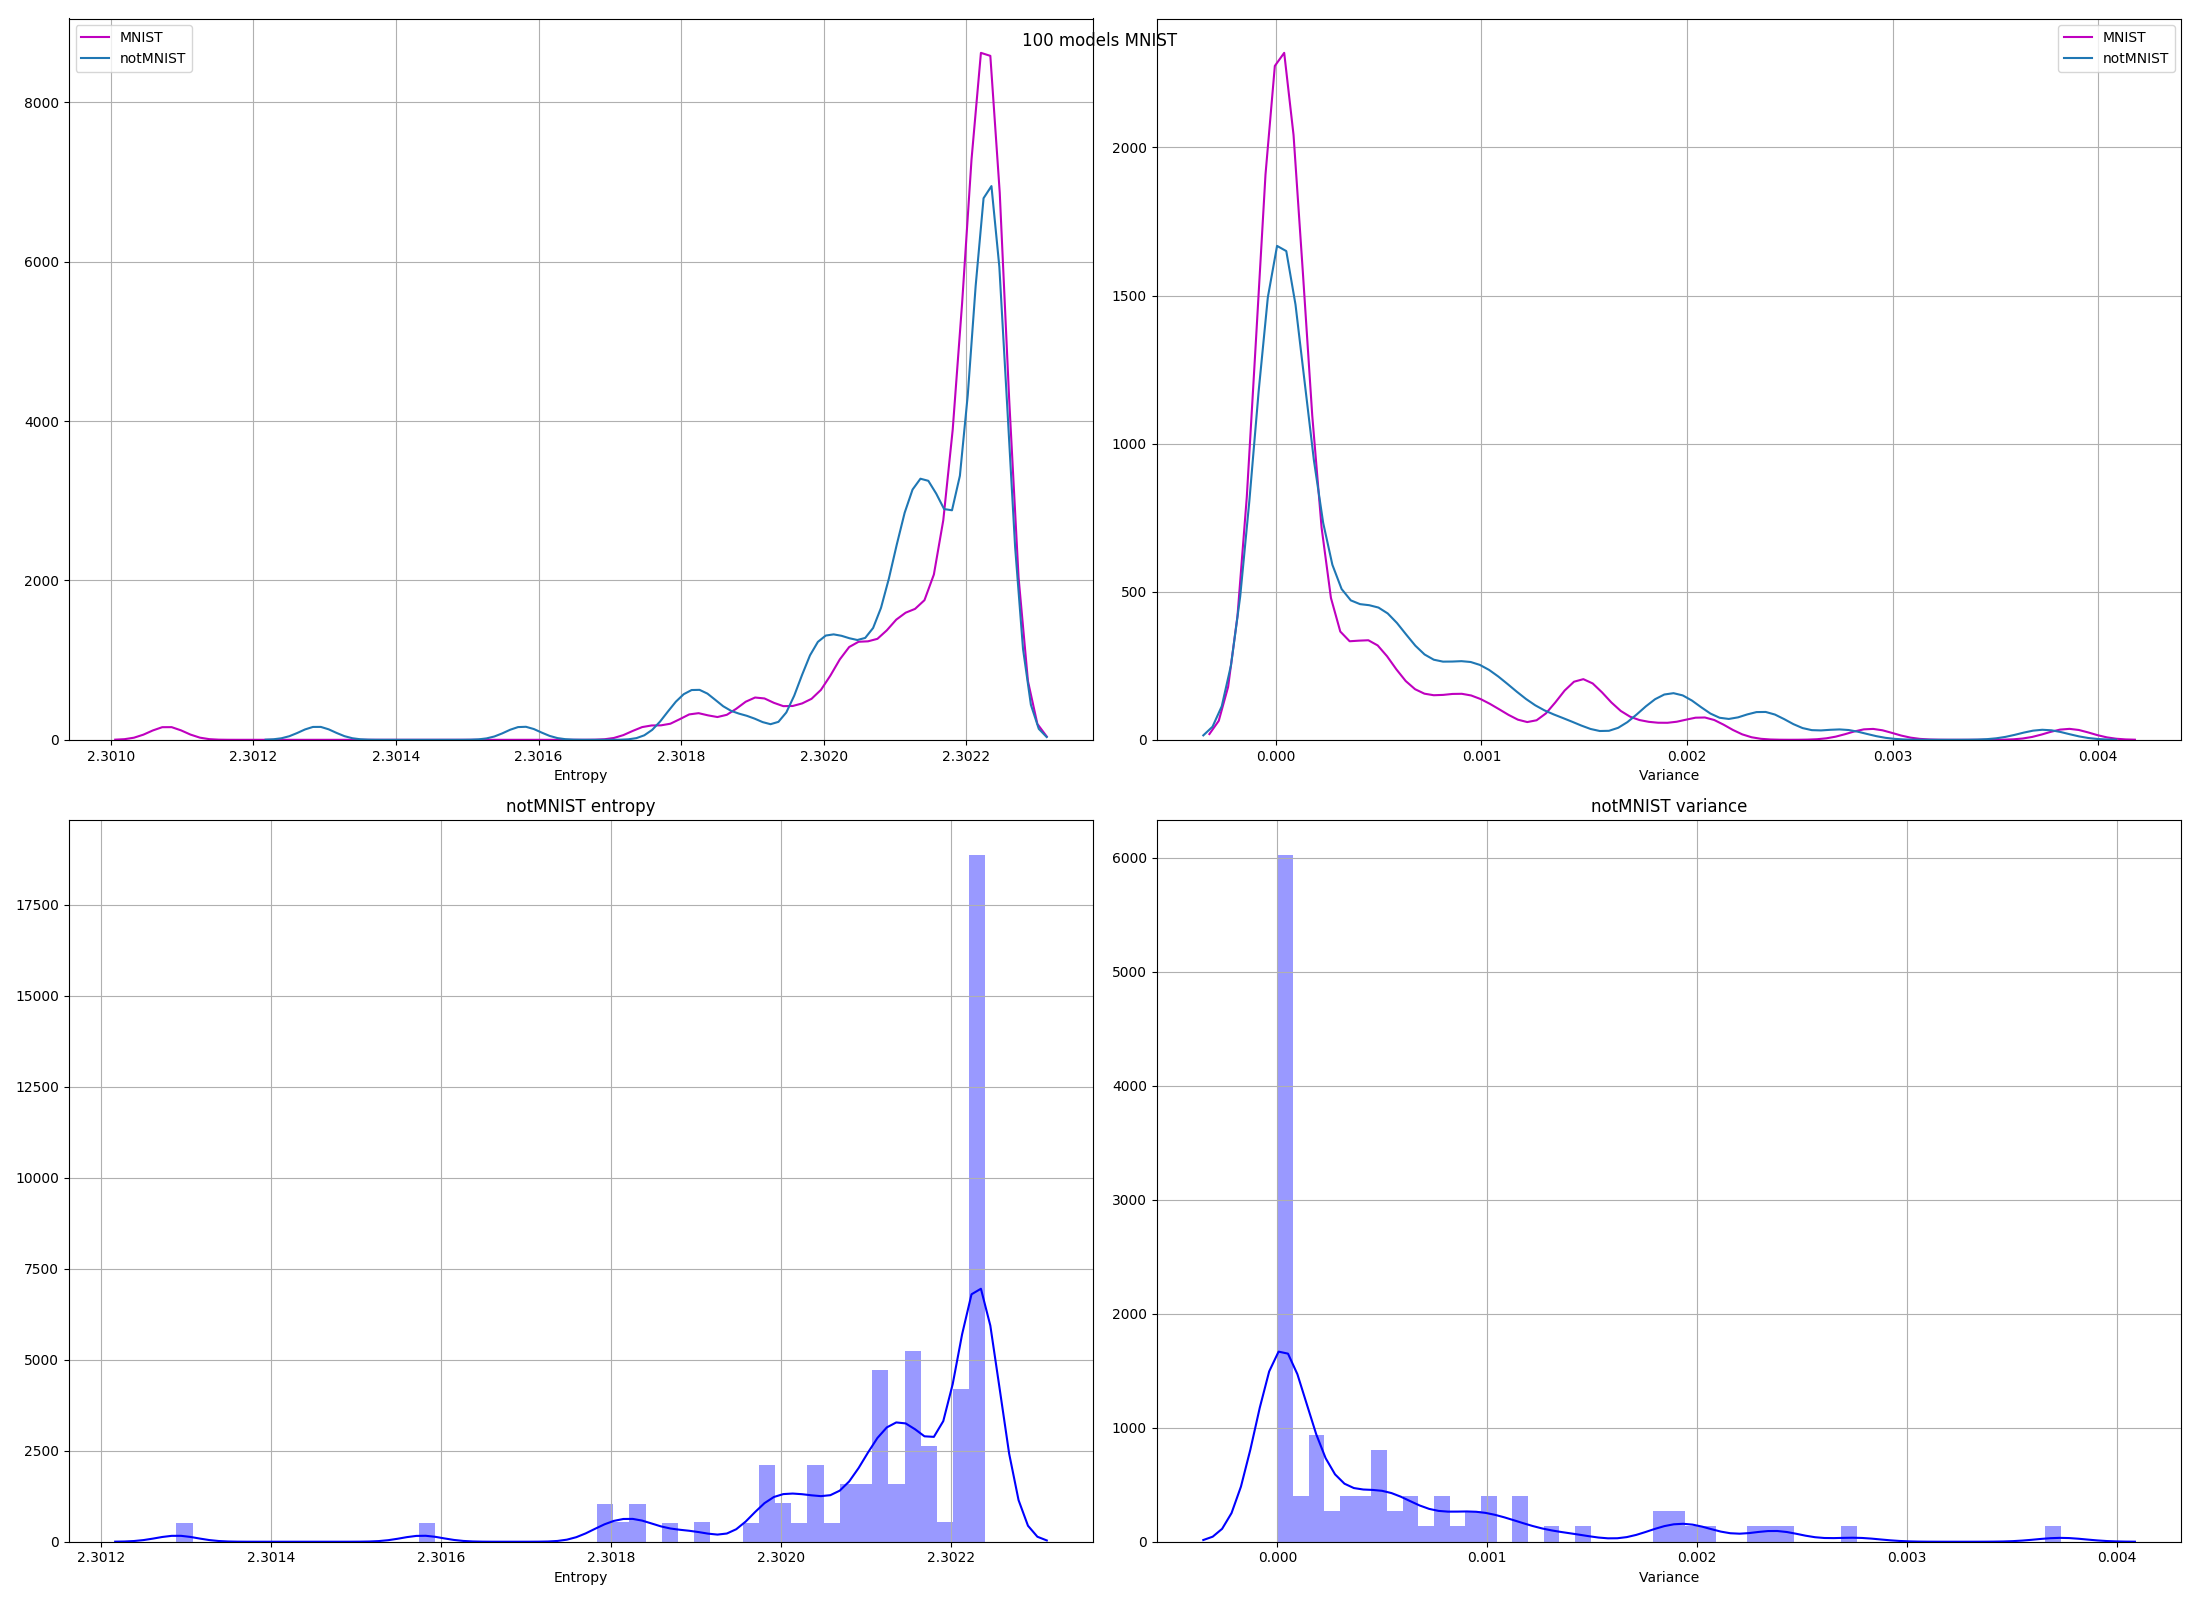 100 models MNIST
MNIST
notMNIST
8000
6000
4000
2000
0
2.3010 2.3012 2.3014 2.3016 2.3018 2.3020 2.3022
Entropy
MNIST
notMNIST
2000
1500
1000
500
0
0.000 0.001 0.002 0.003 0.004
Variance
notMNIST entropy
17500
15000
12500
10000
7500
5000
2500
0
2.3012 2.3014 2.3016 2.3018 2.3020 2.3022
Entropy
notMNIST variance
6000
5000
4000
3000
2000
1000
0
0.000 0.001 0.002 0.003 0.004
Variance